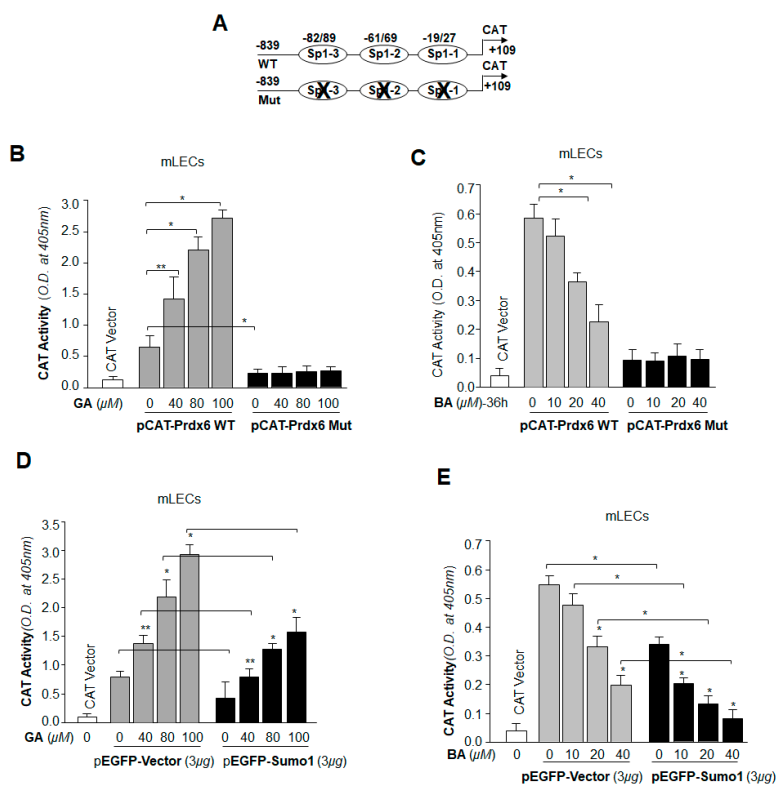 A
-82/89 -61/69 -19/27 CAT
-839 Sp1-3 Sp1-2 Sp1-1 +109
WT
CAT
-839 Sp1-3 Sp1-2 Sp1-1 +109
Mut
B
mLECs
CAT Activity (O.D. at 405nm)
3.0
2.5
2.0
1.5
1.0
0.5
0.0
* * ** *
CAT Vector
GA (µM) 0 40 80 100 0 40 80 100
pCAT-Prdx6 WT pCAT-Prdx6 Mut
C
mLECs
CAT Activity (O.D. at 405nm)
0.7
0.6
0.5
0.4
0.3
0.2
0.1
0.0
* *
CAT Vector
BA (µM)-36h 0 10 20 40 0 10 20 40
pCAT-Prdx6 WT pCAT-Prdx6 Mut
D
mLECs
CAT Activity(O.D. at 405nm)
3.5
3.0
2.5
2.0
1.5
1.0
0.5
0.0
** * * ** * *
CAT Vector
GA (µM) 0 0 40 80 100 0 40 80 100
pEGFP-Vector (3µg) pEGFP-Sumo1 (3µg)
E
mLECs
CAT Activity(O.D. at 405nm)
0.7
0.6
0.5
0.4
0.3
0.2
0.1
0.0
* * * *
* * * * *
CAT Vector
BA (µM) 0 0 10 20 40 0 10 20 40
pEGFP-Vector (3µg) pEGFP-Sumo1 (3µg)